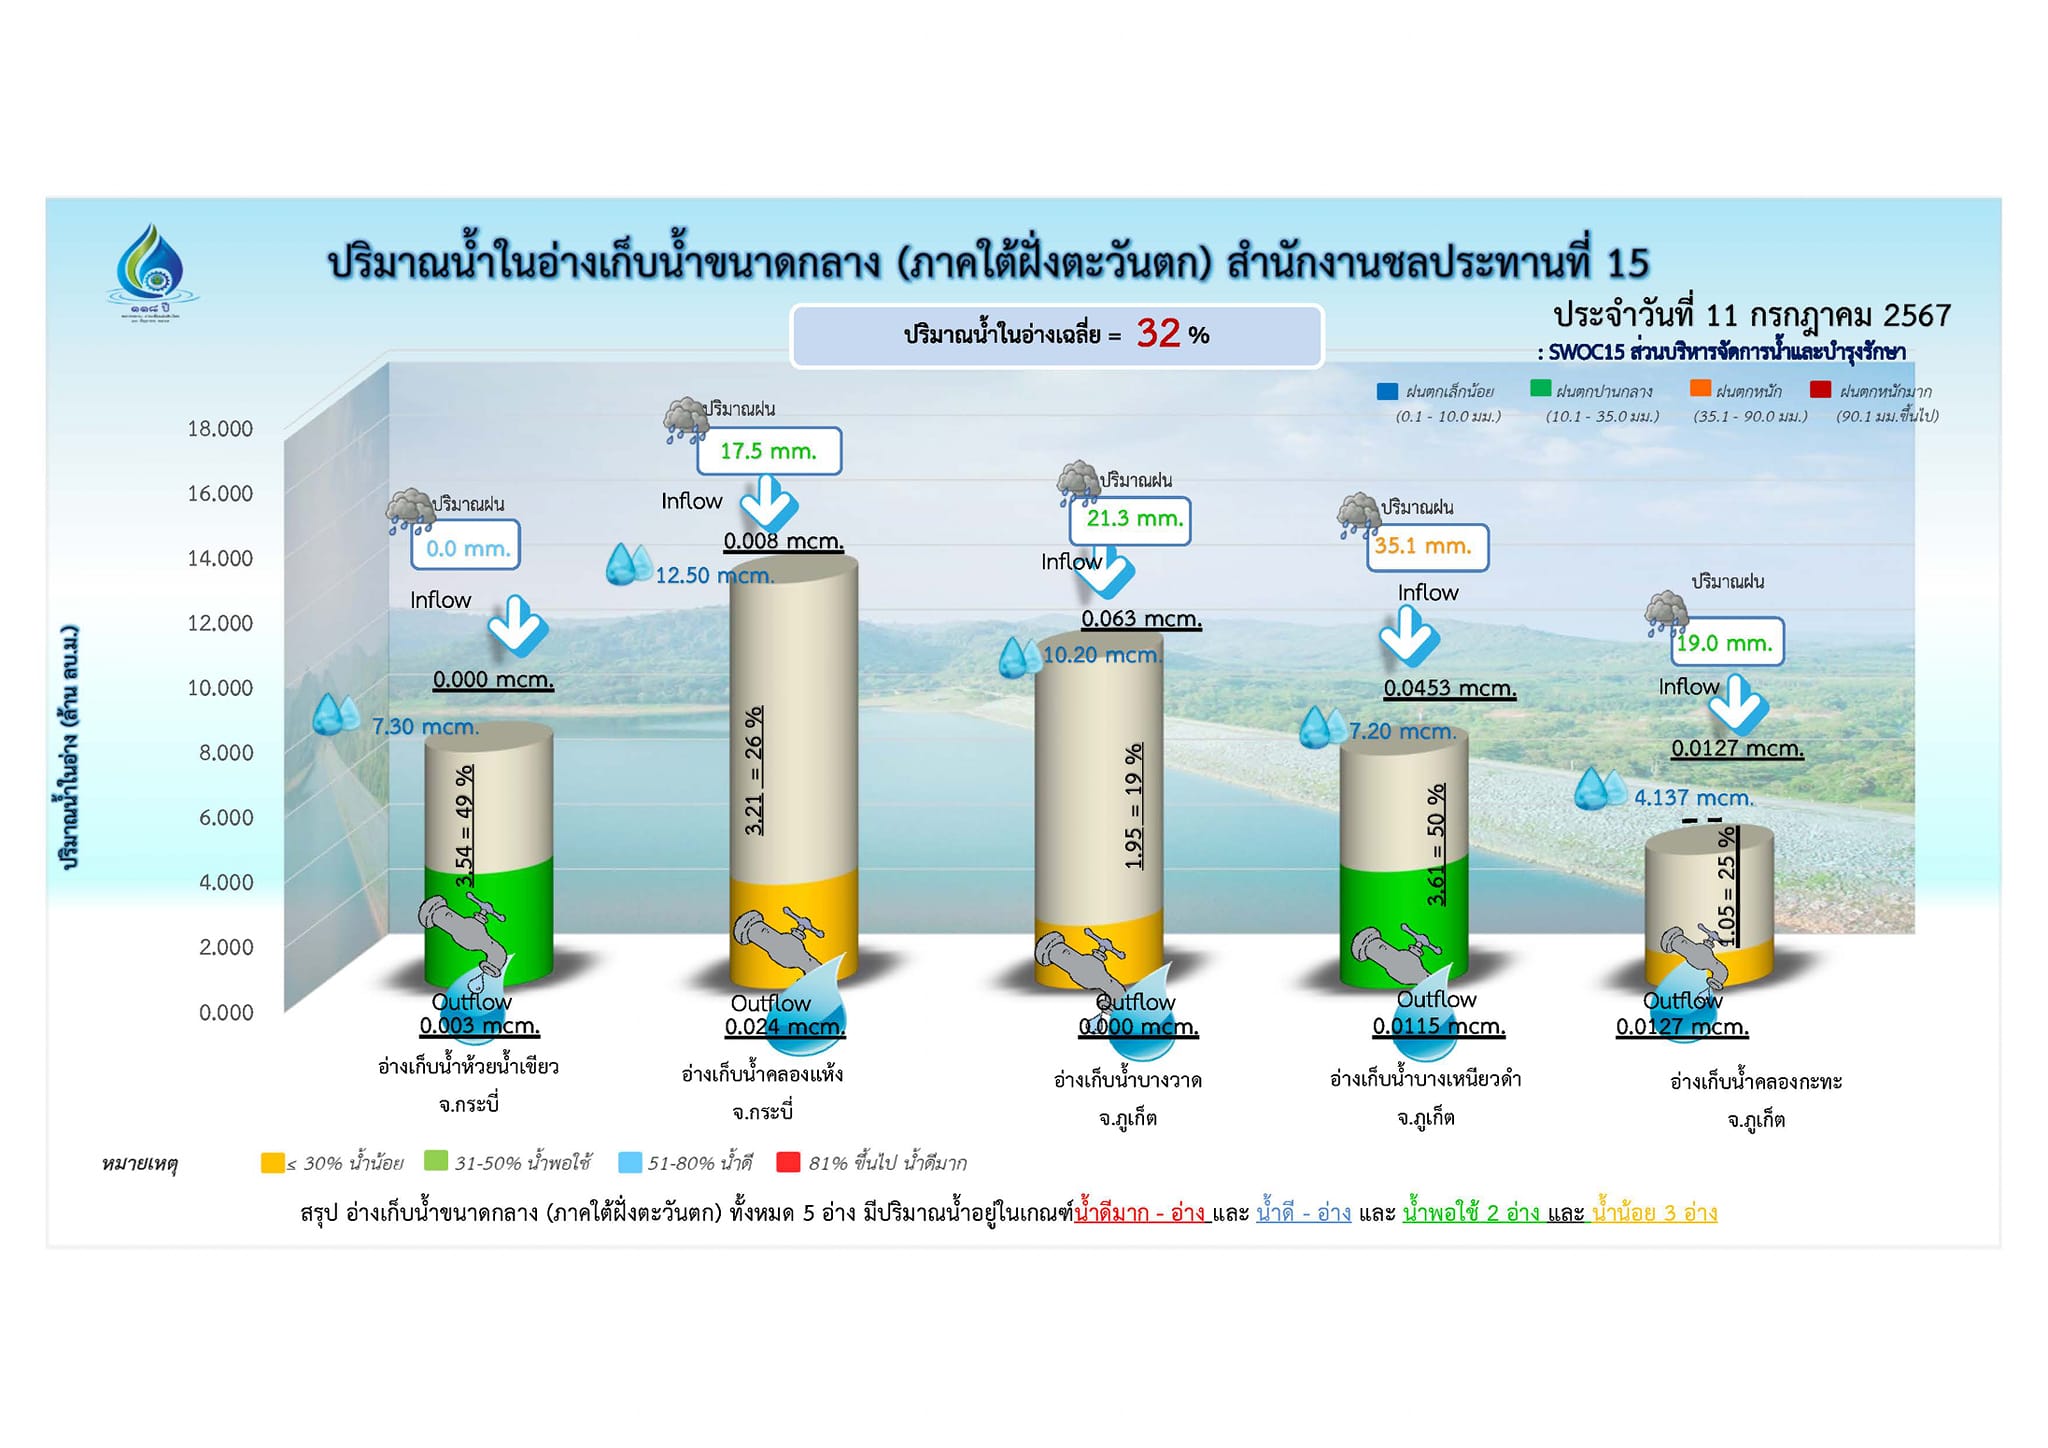 ปริมาณน้ำในอ่างเก็บน้ำขนาดกลาง (ภาคใต้ฝั่งตะวันตก) สำนักงานชลประทานที่ 15
ประจำวันที่ 11 กรกฎาคม 2567
ปริมาณน้ำในอ่างเฉลี่ย = 32 %
: SWOC15 ส่วนบริหารจัดการน้ำและบำรุงรักษา
ฝนตกเล็กน้อย ฝนตกปานกลาง ฝนตกหนัก ฝนตกหนักมาก
(0.1 - 10.0 มม.) (10.1 - 35.0 มม.) (35.1 - 90.0 มม.) (90.1 มม.ขึ้นไป)
๑๑๘ ปี
ปริมาณน้ำในอ่าง (ล้าน ลบ.ม.)
18.000
16.000
14.000
12.000
10.000
8.000
6.000
4.000
2.000
0.000
ปริมาณฝน
0.0 mm.
Inflow
0.000 mcm.
7.30 mcm.
3.54 = 49 %
Outflow
0.003 mcm.
อ่างเก็บน้ำห้วยน้ำเขียว
จ.กระบี่
ปริมาณฝน
17.5 mm.
Inflow
0.008 mcm.
12.50 mcm.
3.21 = 26 %
Outflow
0.024 mcm.
อ่างเก็บน้ำคลองแห้ง
จ.กระบี่
ปริมาณฝน
21.3 mm.
Inflow
0.063 mcm.
10.20 mcm.
1.95 = 19 %
Outflow
0.000 mcm.
อ่างเก็บน้ำบางวาด
จ.ภูเก็ต
ปริมาณฝน
35.1 mm.
Inflow
0.0453 mcm.
7.20 mcm.
3.61 = 50 %
Outflow
0.0115 mcm.
อ่างเก็บน้ำบางเหนียวดำ
จ.ภูเก็ต
ปริมาณฝน
19.0 mm.
Inflow
0.0127 mcm.
4.137 mcm.
1.05 = 25 %
Outflow
0.0127 mcm.
อ่างเก็บน้ำคลองกะทะ
จ.ภูเก็ต
หมายเหตุ ≤ 30% น้ำน้อย 31-50% น้ำพอใช้ 51-80% น้ำดี 81% ขึ้นไป น้ำดีมาก
สรุป อ่างเก็บน้ำขนาดกลาง (ภาคใต้ฝั่งตะวันตก) ทั้งหมด 5 อ่าง มีปริมาณน้ำอยู่ในเกณฑ์น้ำดีมาก - อ่าง และ น้ำดี - อ่าง และ น้ำพอใช้ 2 อ่าง และ น้ำน้อย 3 อ่าง